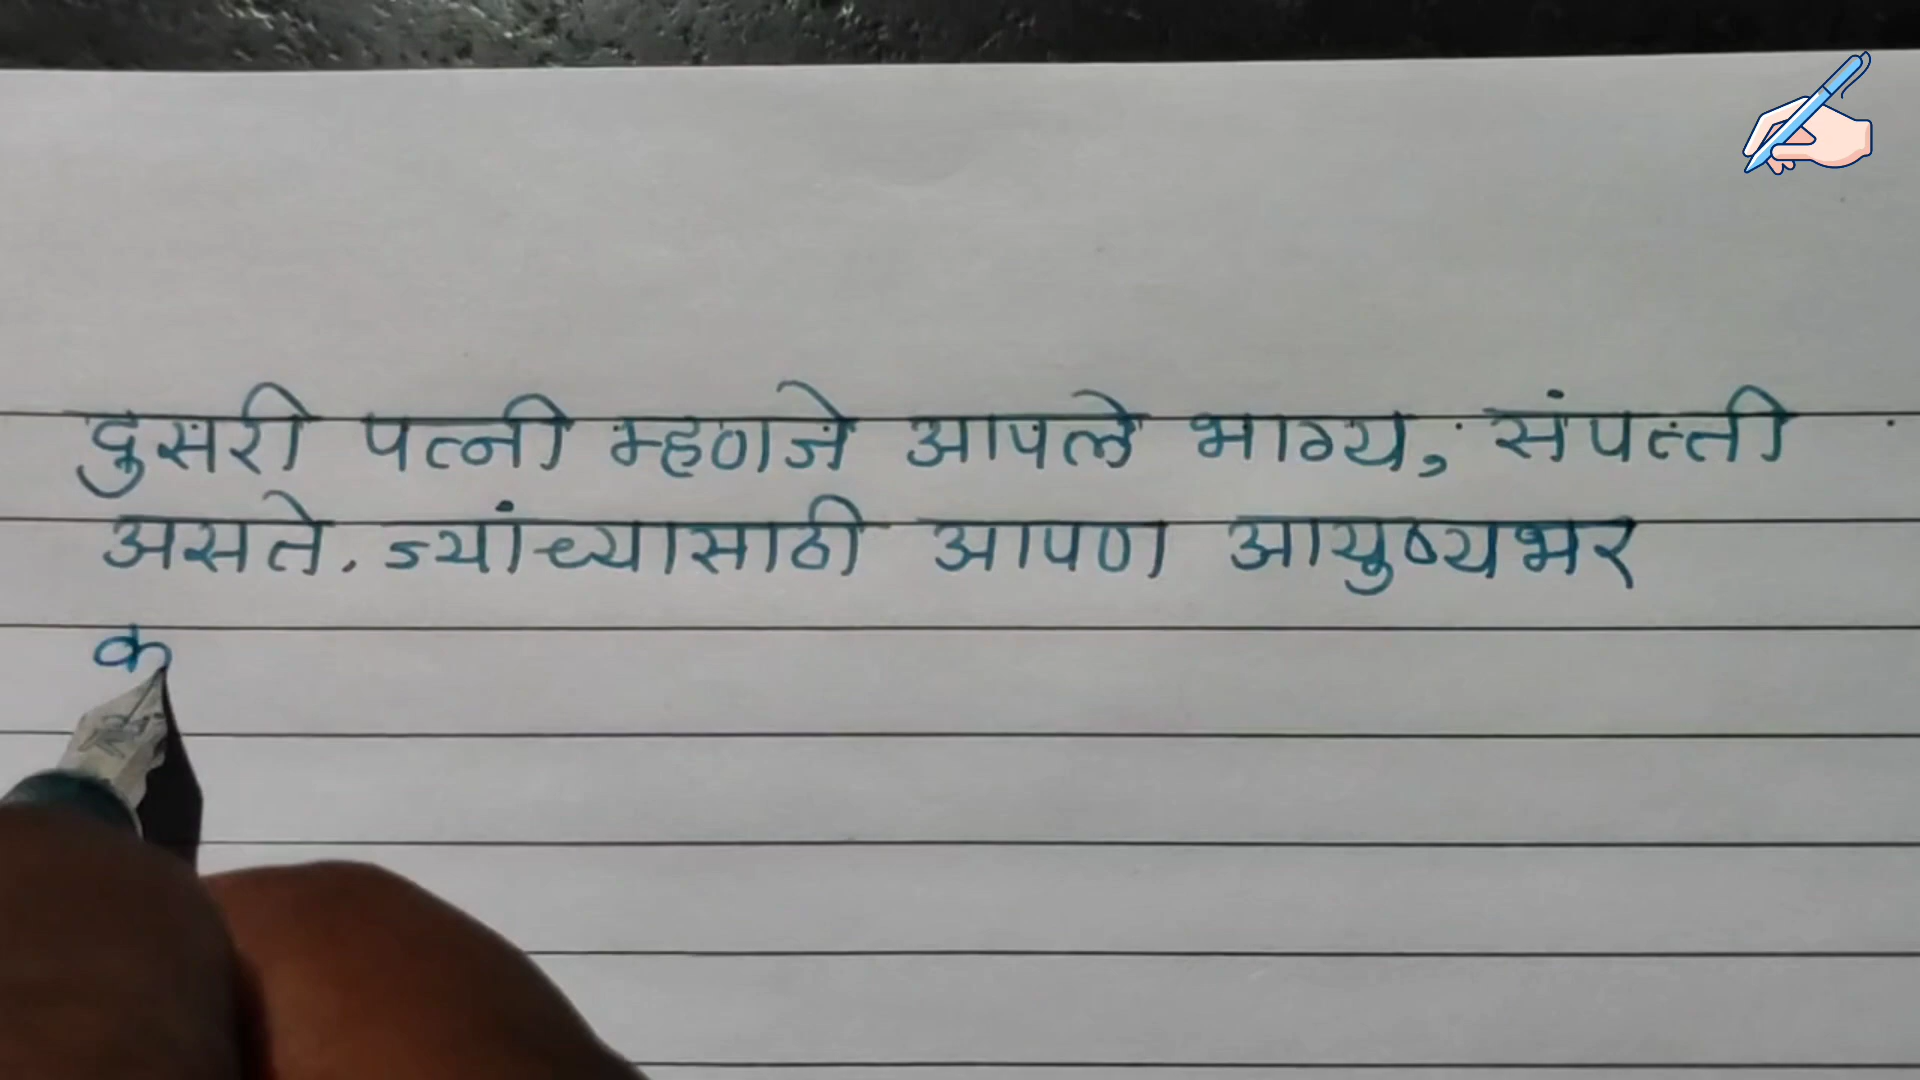 दुसरी पत्नी म्हणजे आपले भाग्य, संपत्ती
असते. ज्यांच्यासाठी आपण आयुष्यभर
क